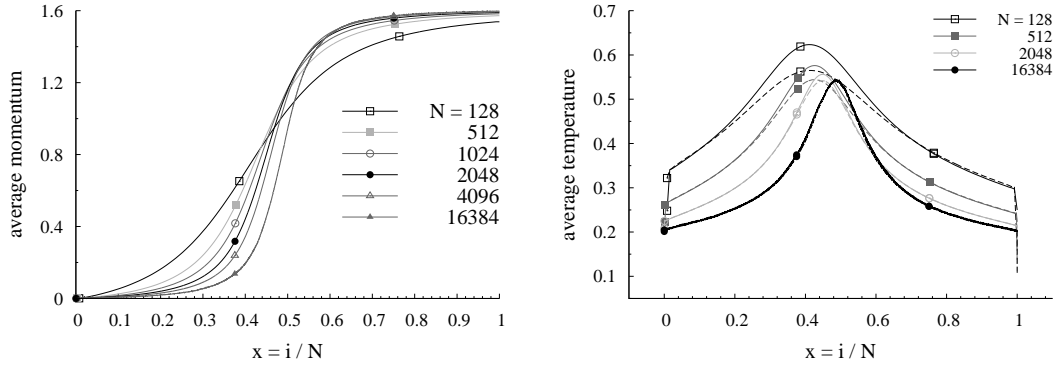 1.6
1.2
0.8
0.4
0
average momentum
0 0.1 0.2 0.3 0.4 0.5 0.6 0.7 0.8 0.9 1
x = i / N
N = 128
512
1024
2048
4096
16384
0.7
0.6
0.5
0.4
0.3
0.2
0.1
average temperature
0 0.2 0.4 0.6 0.8 1
x = i / N
N = 128
512
2048
16384